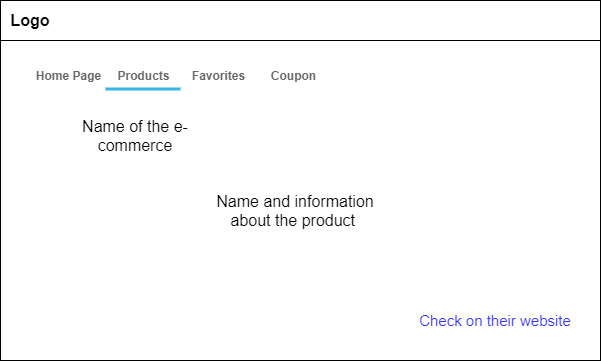 Logo
Home Page Products Favorites Coupon
Name of the e-
commerce
Name and information
about the product
Check on their website